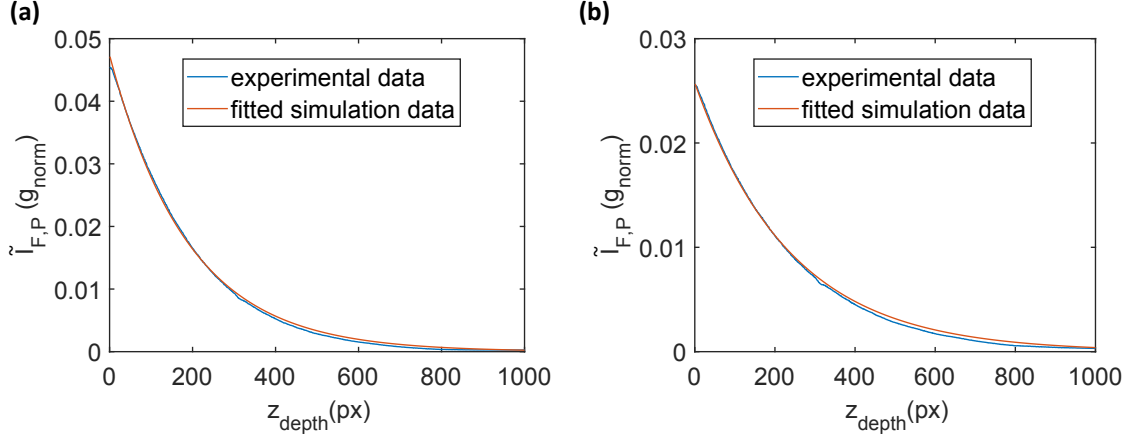 (a)
0.05
0.04
0.03
0.02
0.01
0
0 200 400 600 800 1000
experimental data
fitted simulation data
Ĩ_F,P (g_norm)
z_depth(px)
(b)
0.03
0.02
0.01
0
0 200 400 600 800 1000
experimental data
fitted simulation data
Ĩ_F,P (g_norm)
z_depth(px)